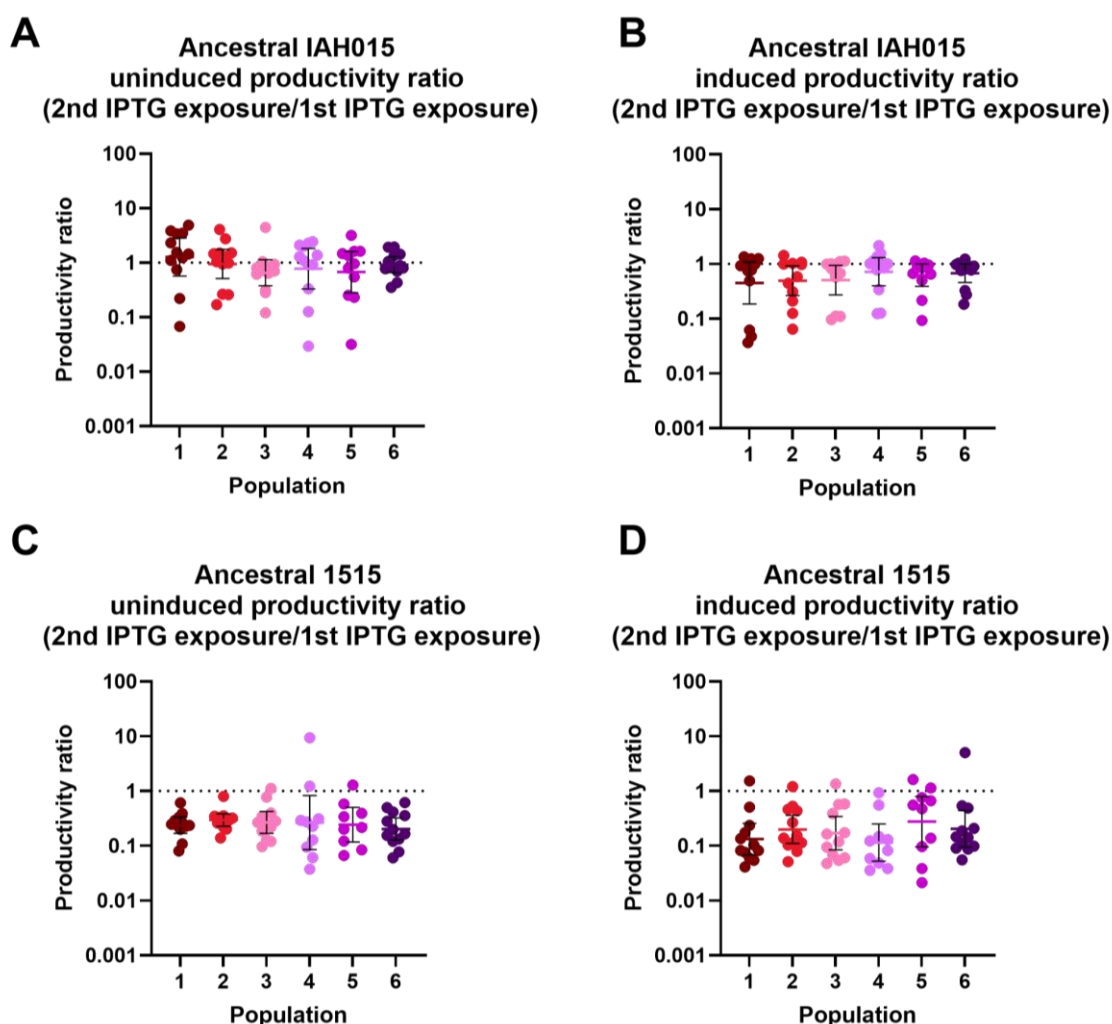 A
Ancestral IAH015
uninduced productivity ratio
(2nd IPTG exposure/1st IPTG exposure)
Productivity ratio
100
10
1
0.1
0.01
0.001
1 2 3 4 5 6
Population
B
Ancestral IAH015
induced productivity ratio
(2nd IPTG exposure/1st IPTG exposure)
Productivity ratio
100
10
1
0.1
0.01
0.001
1 2 3 4 5 6
Population
C
Ancestral 1515
uninduced productivity ratio
(2nd IPTG exposure/1st IPTG exposure)
Productivity ratio
100
10
1
0.1
0.01
0.001
1 2 3 4 5 6
Population
D
Ancestral 1515
induced productivity ratio
(2nd IPTG exposure/1st IPTG exposure)
Productivity ratio
100
10
1
0.1
0.01
0.001
1 2 3 4 5 6
Population